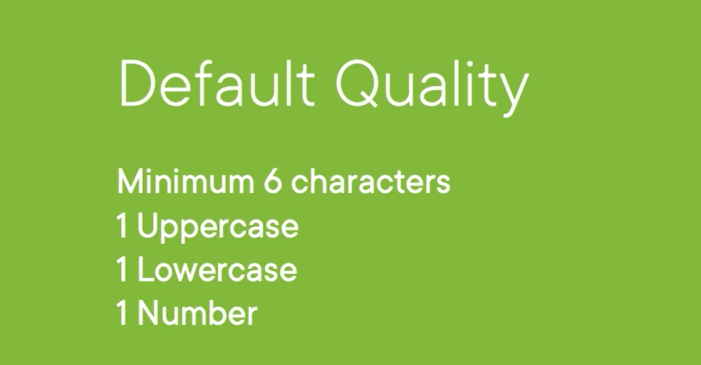 Default Quality
Minimum 6 characters
1 Uppercase
1 Lowercase
1 Number